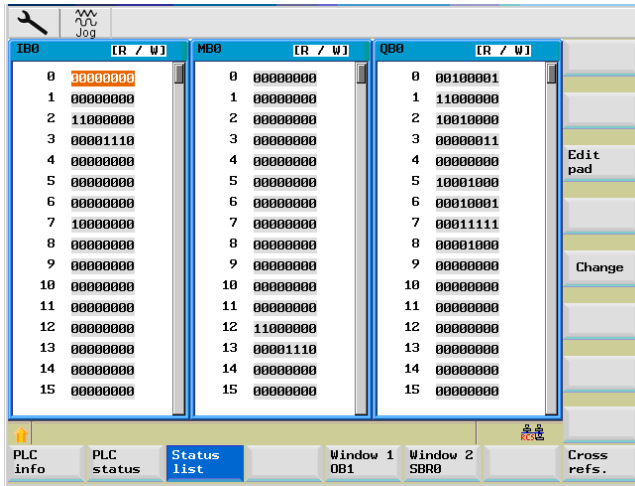 Jog
IB0 [R / W] MB0 [R / W] QB0 [R / W]
0 00000000 0 00000000 0 00100001
1 00000000 1 00000000 1 11000000
2 11000000 2 00000000 2 10010000
3 00001110 3 00000000 3 00000011
4 00000000 4 00000000 4 00000000
5 00000000 5 00000000 5 10001000
6 00000000 6 00000000 6 00010001
7 10000000 7 00000000 7 00011111
8 00000000 8 00000000 8 00001000
9 00000000 9 00000000 9 00000000
10 00000000 10 00000000 10 00000000
11 00000000 11 00000000 11 00000000
12 00000000 12 11000000 12 00000000
13 00000000 13 00001110 13 00000000
14 00000000 14 00000000 14 00000000
15 00000000 15 00000000 15 00000000
Edit
pad
Change
RCS
PLC
info
PLC
status
Status
list
Window 1
OB1
Window 2
SBR0
Cross
refs.